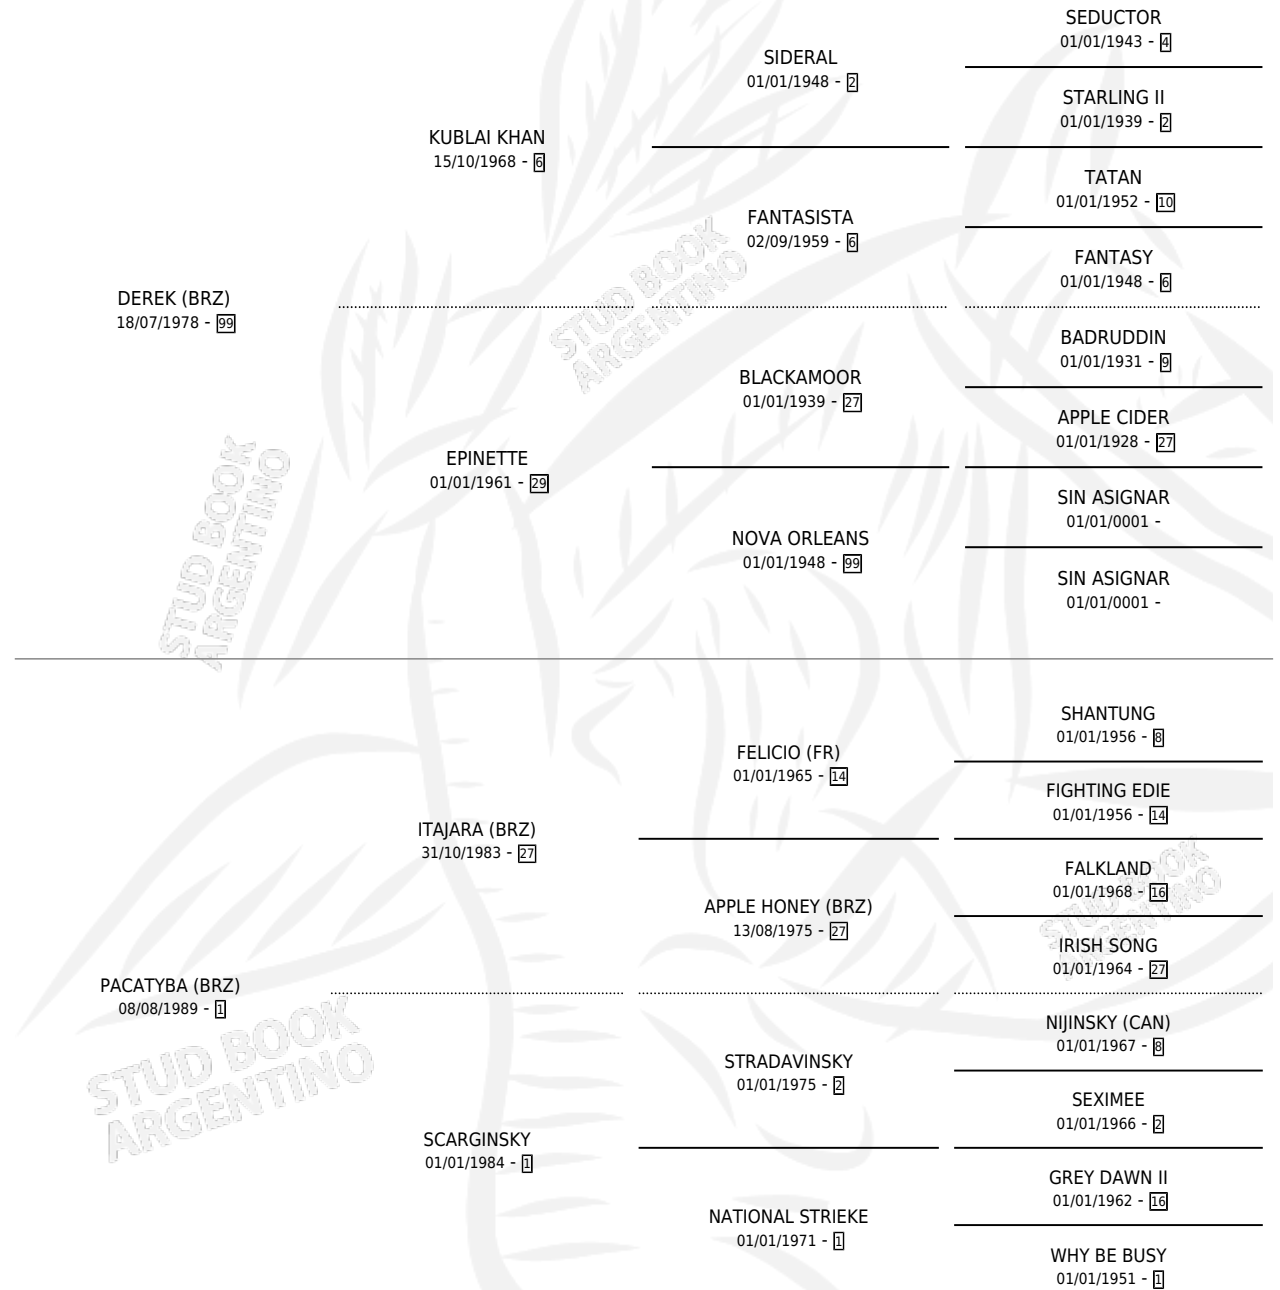 SEDUCTOR
01/01/1943 - 4
SIDERAL
01/01/1948 - 2
STARLING II
01/01/1939 - 2
KUBLAI KHAN
15/10/1968 - 6
TATAN
01/01/1952 - 10
FANTASISTA
02/09/1959 - 6
FANTASY
01/01/1948 - 6
DEREK (BRZ)
18/07/1978 - 99
BADRUDDIN
01/01/1931 - 9
BLACKAMOOR
01/01/1939 - 27
APPLE CIDER
01/01/1928 - 27
EPINETTE
01/01/1961 - 29
SIN ASIGNAR
01/01/0001 -
NOVA ORLEANS
01/01/1948 - 99
SIN ASIGNAR
01/01/0001 -
SHANTUNG
01/01/1956 - 8
FELICIO (FR)
01/01/1965 - 14
FIGHTING EDIE
01/01/1956 - 14
ITAJARA (BRZ)
31/10/1983 - 27
FALKLAND
01/01/1968 - 16
APPLE HONEY (BRZ)
13/08/1975 - 27
IRISH SONG
01/01/1964 - 27
PACATYBA (BRZ)
08/08/1989 - 1
NIJINSKY (CAN)
01/01/1967 - 8
STRADAVINSKY
01/01/1975 - 2
SEXIMEE
01/01/1966 - 2
SCARGINSKY
01/01/1984 - 1
GREY DAWN II
01/01/1962 - 16
NATIONAL STRIEKE
01/01/1971 - 1
WHY BE BUSY
01/01/1951 - 1
STUD BOOK
ARGENTINO
STUD BOOK
ARGENTINO
STUD BOOK
ARGENTINO
STUD BOOK
ARGENTINO